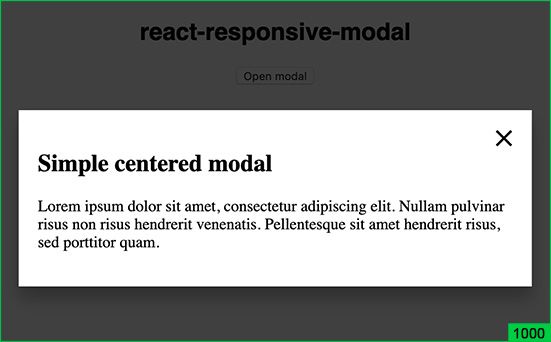 react-responsive-modal
Open modal
Simple centered modal
Lorem ipsum dolor sit amet, consectetur adipiscing elit. Nullam pulvinar
risus non risus hendrerit venenatis. Pellentesque sit amet hendrerit risus,
sed porttitor quam.
1000